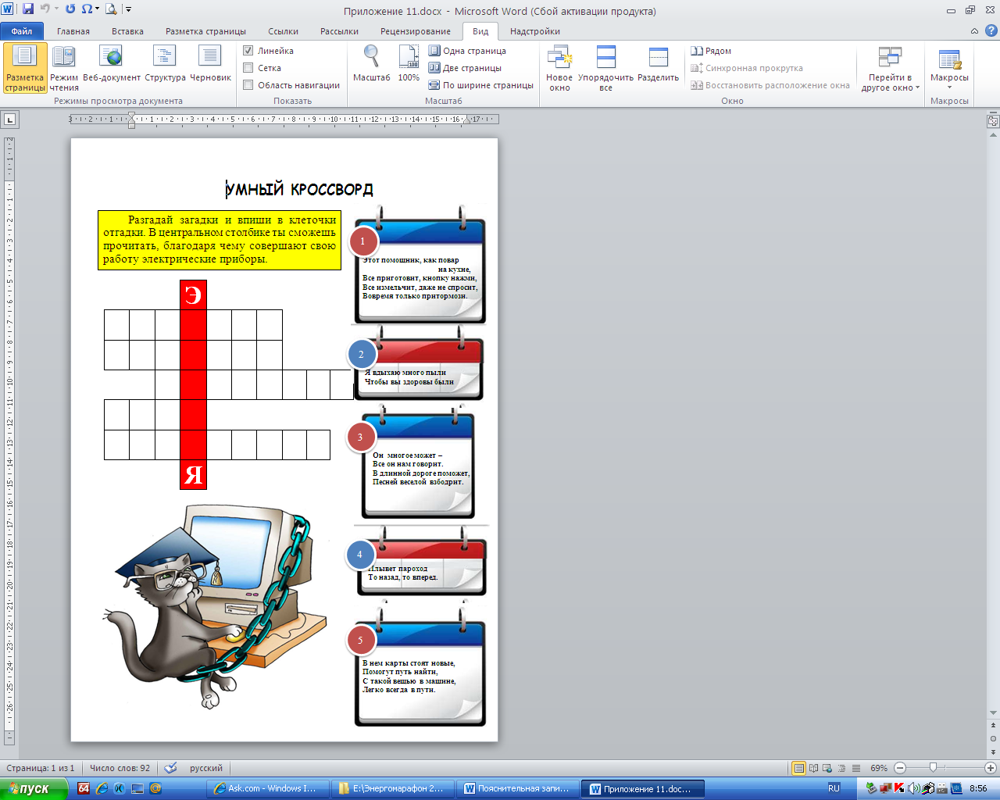 Приложение 11.docx - Microsoft Word (Сбой активации продукта)
Файл Главная Вставка Разметка страницы Ссылки Рассылки Рецензирование Вид Надстройки
Разметка страницы
Режим чтения
Веб-документ
Структура
Черновик
Режимы просмотра документа
Линейка
Сетка
Область навигации
Показать
Масштаб
100%
Одна страница
Две страницы
По ширине страницы
Масштаб
Новое окно
Упорядочить все
Разделить
Рядом
Синхронная прокрутка
Восстановить расположение окна
Перейти в другое окно
Окно
Макросы
Макросы
УМНЫЙ КРОССВОРД
Разгадай загадки и впиши в клеточки
отгадки. В центральном столбике ты сможешь
прочитать, благодаря чему совершают свою
работу электрические приборы.
Э
Я
1
Этот помощник, как повар
на кухне,
Все приготовит, кнопку нажми,
Все измельчит, даже не спросит,
Вовремя только притормози.
2
Я вдыхаю много пыли
Чтобы вы здоровы были
3
Он многое может –
Все он нам говорит.
В длинной дороге поможет,
Песней веселой взбодрит.
4
Плывет пароход
То назад, то вперед.
5
В нем карты стоят новые,
Помогут путь найти,
С такой вещью в машине,
Легко всегда в пути.
Страница: 1 из 1 Число слов: 92 русский 69%
пуск 64 Ask.com - Windows I... E:\Энергомарафон 2... Пояснительная запи... Приложение 11.doc... RU 8:56